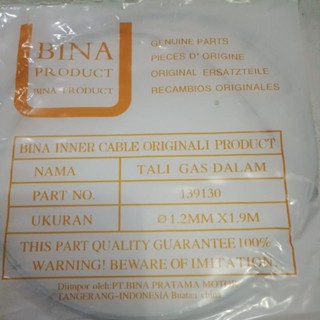 BINA
PRODUCT
BINA PRODUCT
GENUINE PARTS
PIECES D' ORIGINE
ORIGINAL ERSATZTEILE
RECAMBIOS ORIGINALES
BINA INNER CABLE ORIGINALI PRODUCT
NAMA TALI GAS DALAM
PART NO. 139130
UKURAN Ø 1.2MM X1.9M
THIS PART QUALITY GUARANTEE 100%
WARNING! BEWARE OF IMITATION
Diimpor oleh:PT BINA PRATAMA MOTOR
TANGERANG-INDONESIA